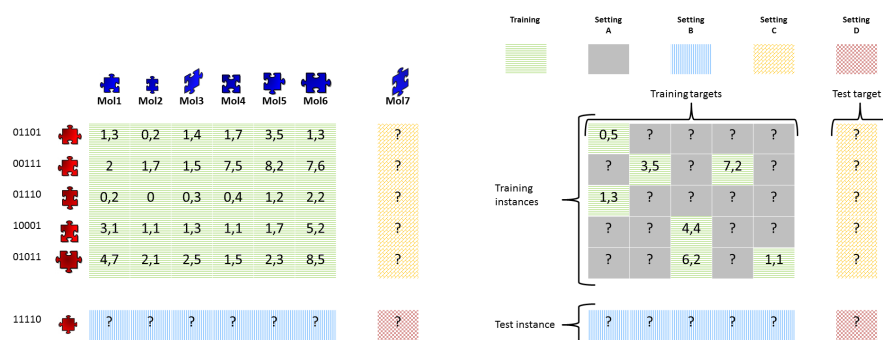 Training Setting A Setting B Setting C Setting D
Mol1 Mol2 Mol3 Mol4 Mol5 Mol6 Mol7
01101 1,3 0,2 1,4 1,7 3,5 1,3 ?
00111 2 1,7 1,5 7,5 8,2 7,6 ?
01110 0,2 0 0,3 0,4 1,2 2,2 ?
10001 3,1 1,1 1,3 1,1 1,7 5,2 ?
01011 4,7 2,1 2,5 1,5 2,3 8,5 ?
11110 ? ? ? ? ? ? ?
Training targets Test target
Training instances
0,5 ? ? ? ? ?
? 3,5 ? 7,2 ? ?
1,3 ? ? ? ? ?
? ? 4,4 ? ? ?
? ? 6,2 ? 1,1 ?
Test instance ? ? ? ? ? ?